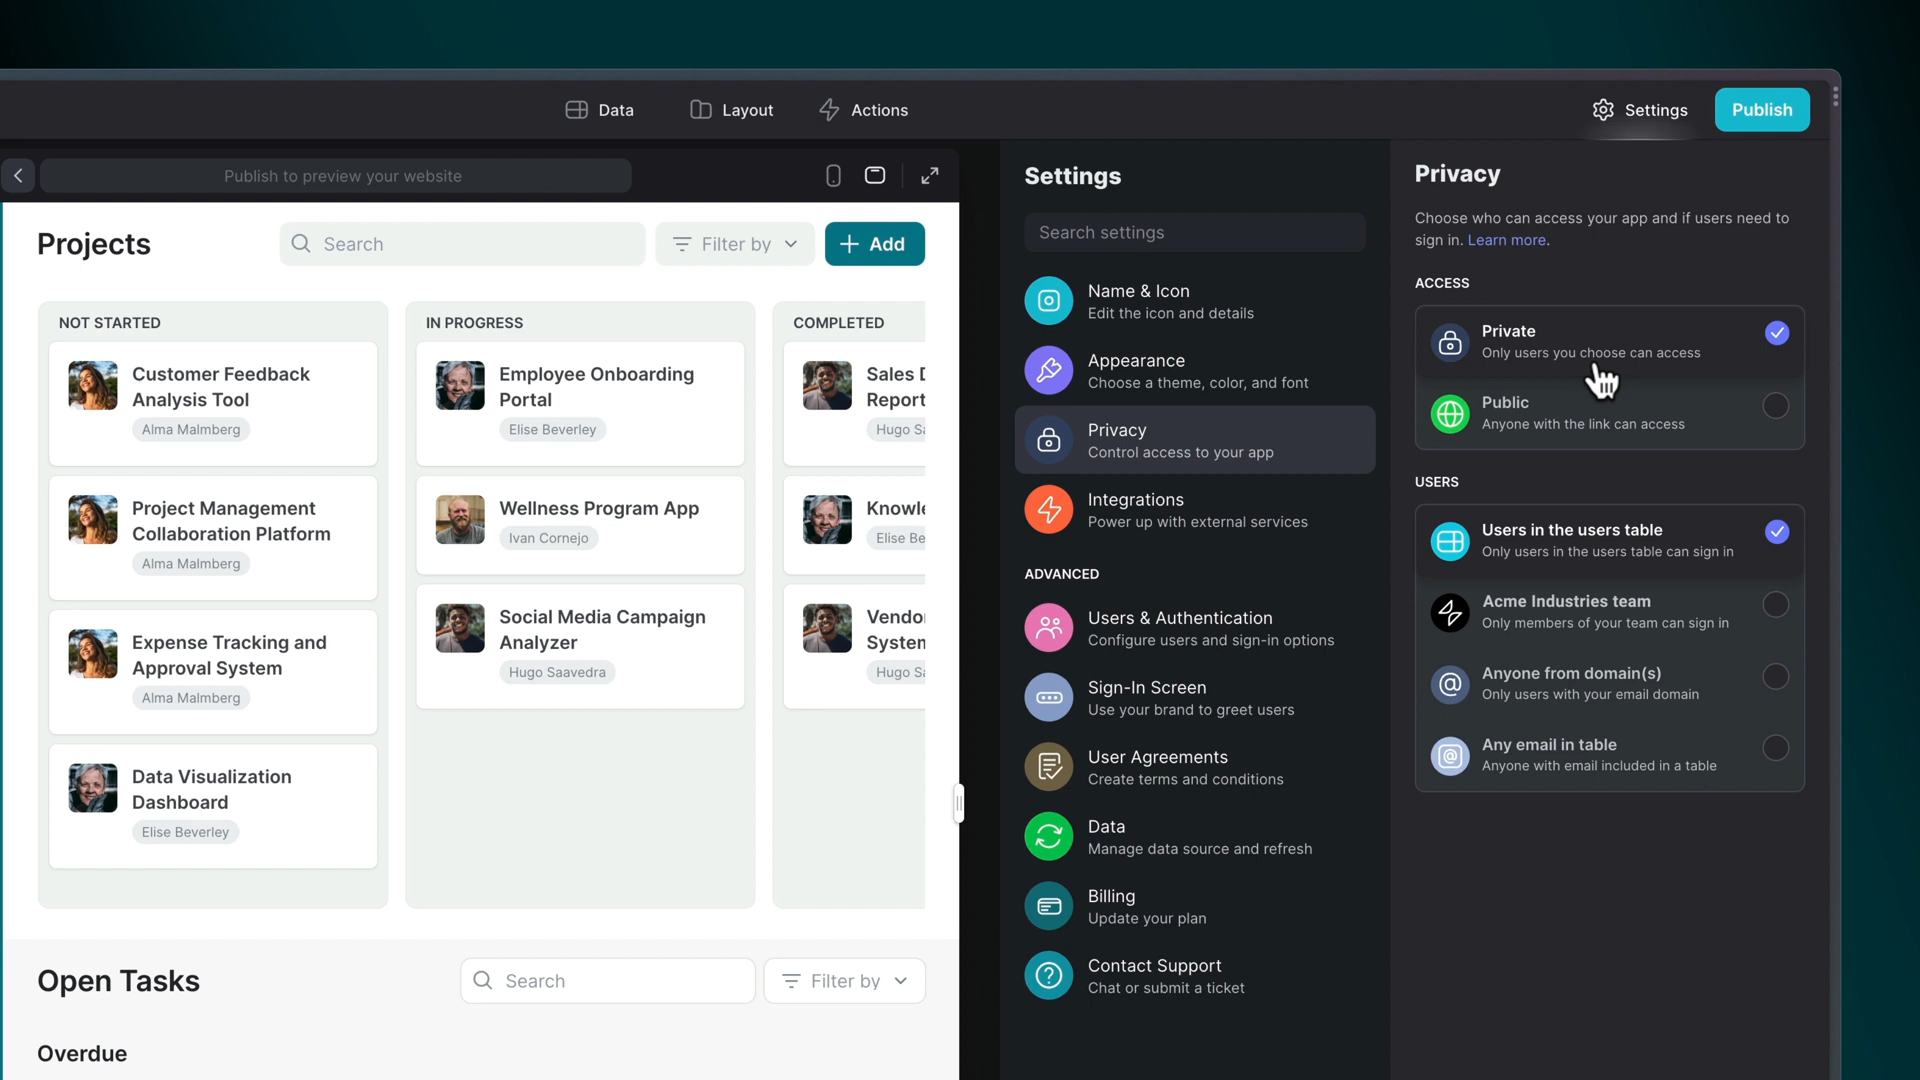 Data
Layout
Actions
Settings
Publish
Publish to preview your website
Projects
Search
Filter by
Add
NOT STARTED
Customer Feedback
Analysis Tool
Alma Malmberg
Project Management
Collaboration Platform
Alma Malmberg
Expense Tracking and
Approval System
Alma Malmberg
Data Visualization
Dashboard
Elise Beverley
IN PROGRESS
Employee Onboarding
Portal
Elise Beverley
Wellness Program App
Ivan Cornejo
Social Media Campaign
Analyzer
Hugo Saavedra
COMPLETED
Sales
Report
Hugo
Elise Be
System
Hugo
Open Tasks
Search
Filter by
Overdue
Settings
Search settings
Name & Icon
Edit the icon and details
Appearance
Choose a theme, color, and font
Privacy
Control access to your app
Integrations
Power up with external services
ADVANCED
Users & Authentication
Configure users and sign-in options
Sign-In Screen
Use your brand to greet users
User Agreements
Create terms and conditions
Data
Manage data source and refresh
Billing
Update your plan
Contact Support
Chat or submit a ticket
Privacy
Choose who can access your app and if users need to
sign in. Learn more.
ACCESS
Private
Only users you choose can access
Public
Anyone with the link can access
USERS
Users in the users table
Only users in the users table can sign in
Acme Industries team
Only members of your team can sign in
Anyone from domain(s)
Only users with your email domain
Any email in table
Anyone with email included in a table